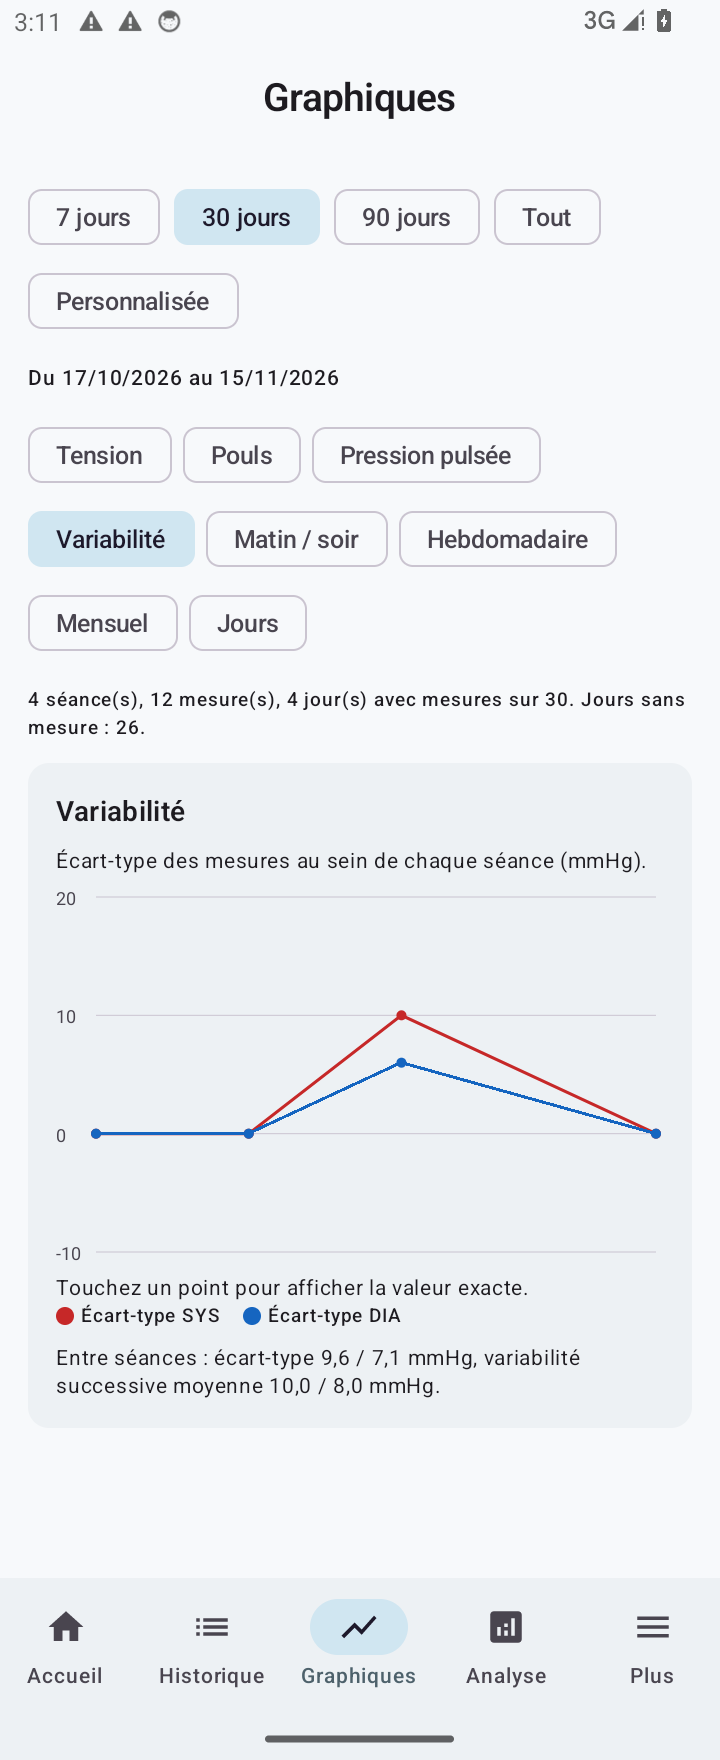 3:11
3G
Graphiques
7 jours
30 jours
90 jours
Tout
Personnalisée
Du 17/10/2026 au 15/11/2026
Tension
Pouls
Pression pulsée
Variabilité
Matin / soir
Hebdomadaire
Mensuel
Jours
4 séance(s), 12 mesure(s), 4 jour(s) avec mesures sur 30. Jours sans
mesure : 26.
Variabilité
Écart-type des mesures au sein de chaque séance (mmHg).
20
10
0
-10
Touchez un point pour afficher la valeur exacte.
Écart-type SYS
Écart-type DIA
Entre séances : écart-type 9,6 / 7,1 mmHg, variabilité
successive moyenne 10,0 / 8,0 mmHg.
Accueil
Historique
Graphiques
Analyse
Plus